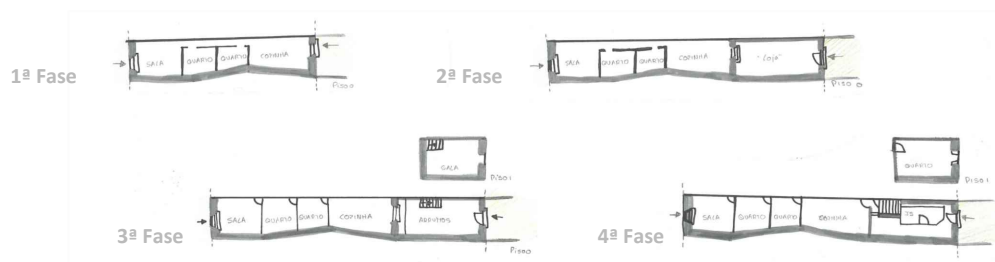 1ª Fase
SALA
QUARTO
QUARTO
COZINHA
PISO 0
2ª Fase
SALA
QUARTO
QUARTO
COZINHA
"LOJA"
PISO 0
3ª Fase
SALA
PISO 1
SALA
QUARTO
QUARTO
COZINHA
ARRUMOS
PISO 0
4ª Fase
QUARTO
PISO 1
SALA
QUARTO
QUARTO
COZINHA
IS